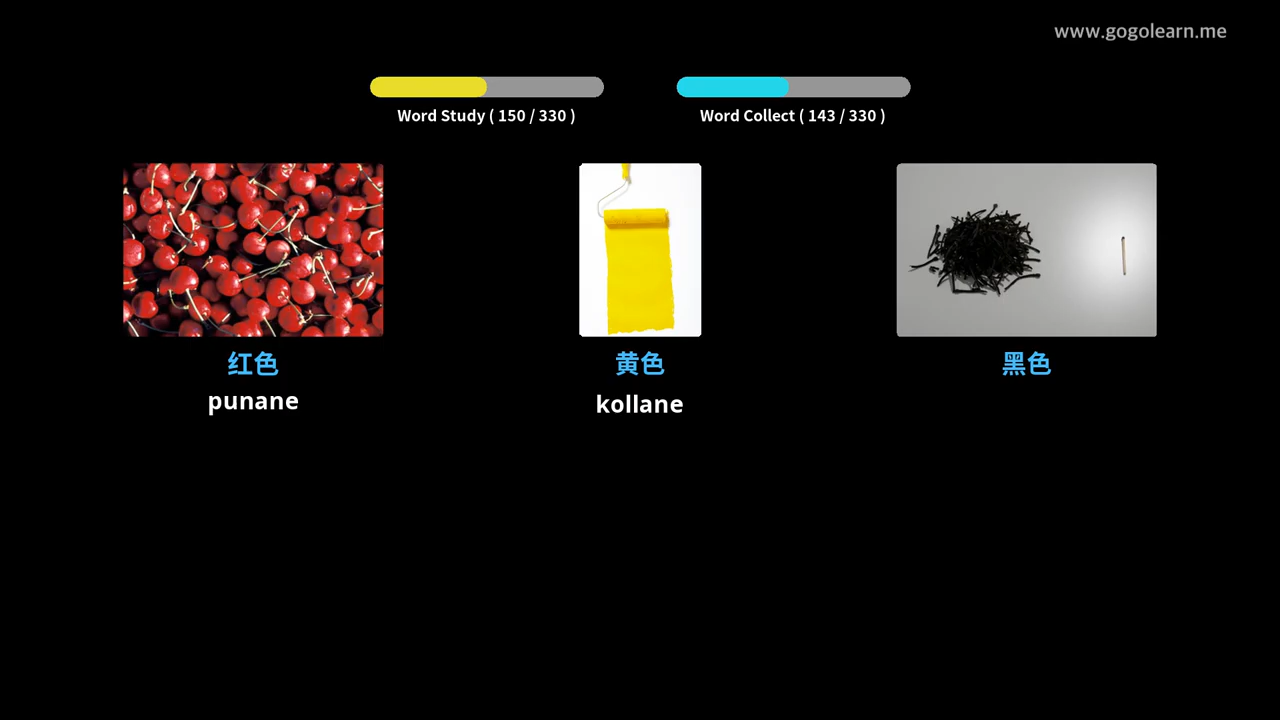 www.gogolearn.me
Word Study ( 150 / 330 )
Word Collect ( 143 / 330 )
红色
punane
黄色
kollane
黑色